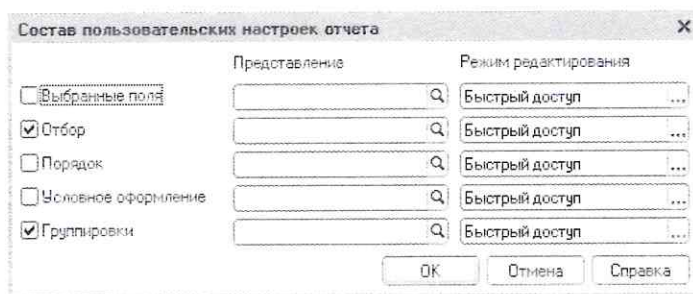 Состав пользовательских настроек отчета
Представление Режим редактирования
Выбранные поля Быстрый доступ ...
Отбор Быстрый доступ ...
Порядок Быстрый доступ ...
Условное оформление Быстрый доступ ...
Группировки Быстрый доступ ...
ОК Отмена Справка